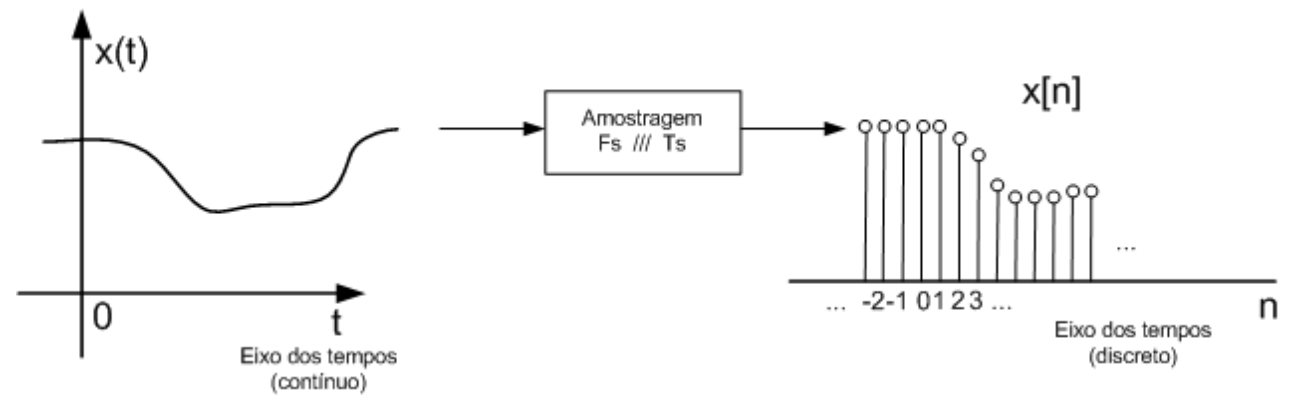 x(t)
0
t
Eixo dos tempos
(contínuo)
Amostragem
Fs /// Ts
x[n]
...
... -2-1 0 1 2 3 ...
n
Eixo dos tempos
(discreto)